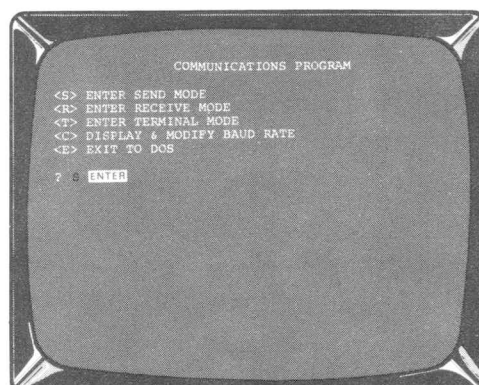 COMMUNICATIONS PROGRAM
<S> ENTER SEND MODE
<R> ENTER RECEIVE MODE
<T> ENTER TERMINAL MODE
<C> DISPLAY & MODIFY BAUD RATE
<E> EXIT TO DOS
? S ENTER